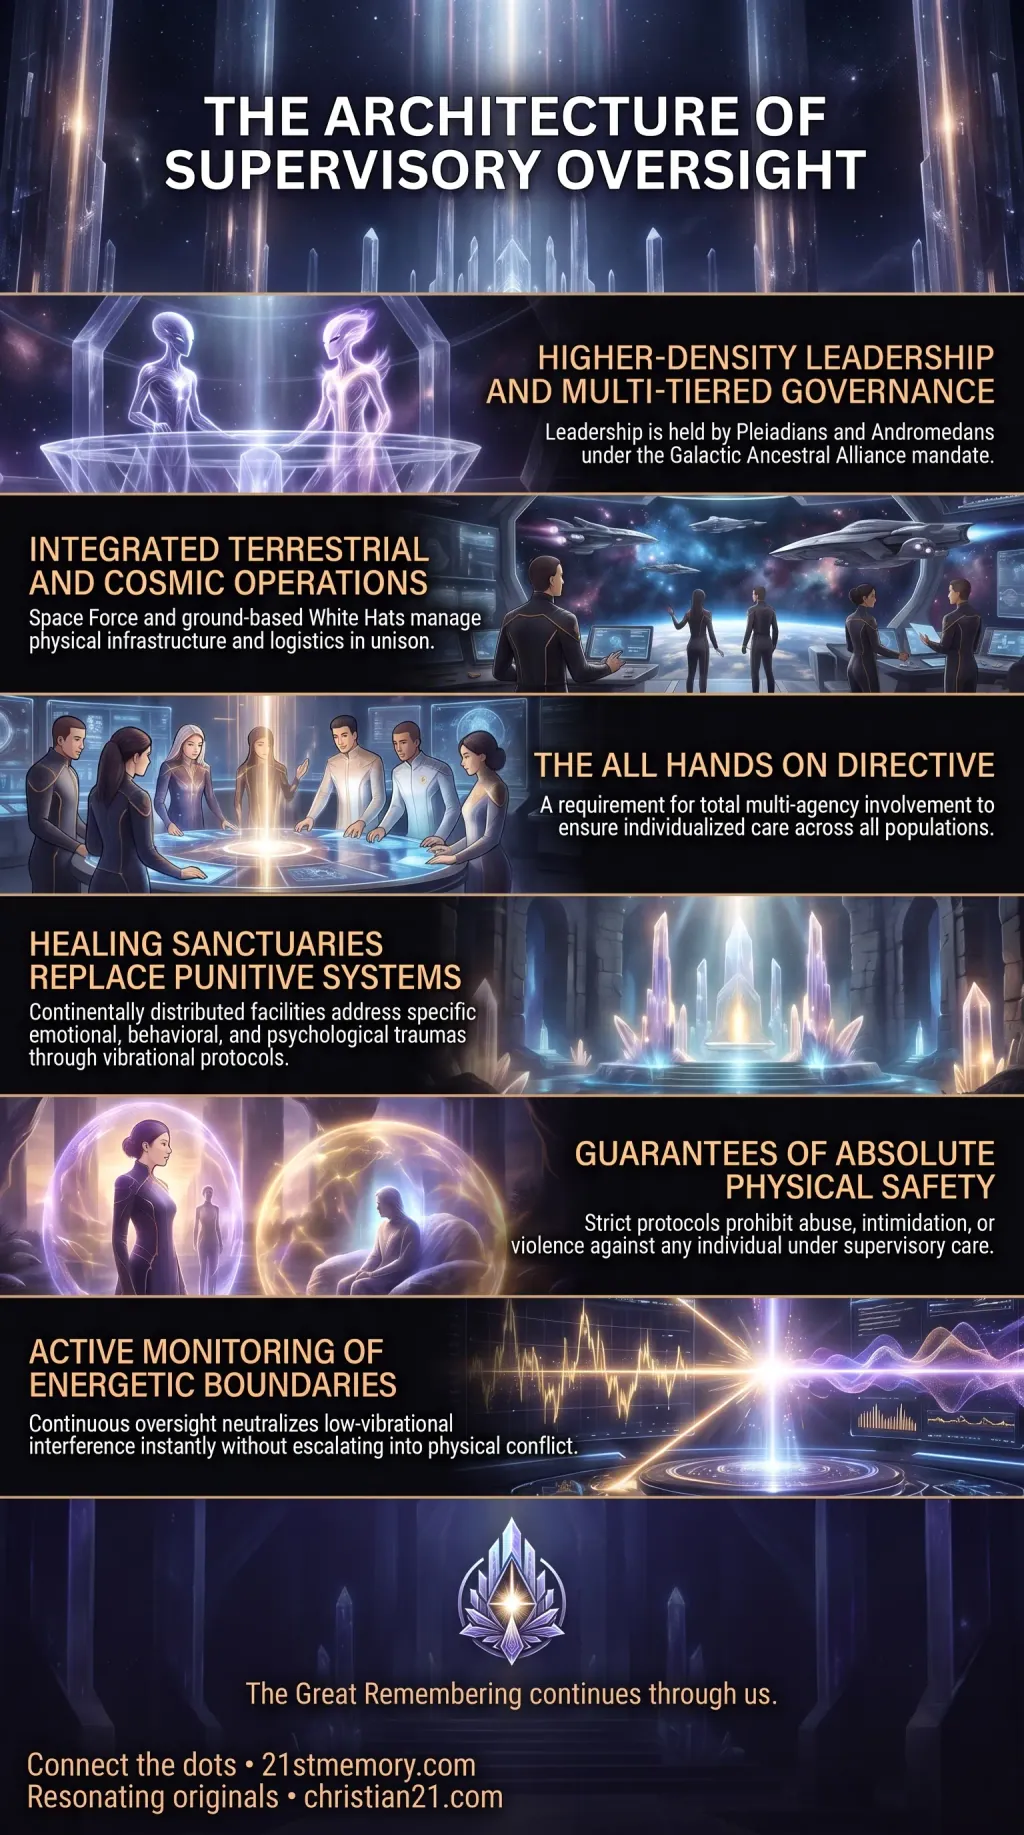 THE ARCHITECTURE OF
SUPERVISORY OVERSIGHT
HIGHER-DENSITY LEADERSHIP
AND MULTI-TIERED GOVERNANCE
Leadership is held by Pleiadians and Andromedans
under the Galactic Ancestral Alliance mandate.
INTEGRATED TERRESTRIAL
AND COSMIC OPERATIONS
Space Force and ground-based White Hats manage
physical infrastructure and logistics in unison.
THE ALL HANDS ON DIRECTIVE
A requirement for total multi-agency involvement to
ensure individualized care across all populations.
HEALING SANCTUARIES
REPLACE PUNITIVE SYSTEMS
Continentally distributed facilities address specific
emotional, behavioral, and psychological traumas
through vibrational protocols.
GUARANTEES OF ABSOLUTE
PHYSICAL SAFETY
Strict protocols prohibit abuse, intimidation, or
violence against any individual under supervisory care.
ACTIVE MONITORING OF
ENERGETIC BOUNDARIES
Continuous oversight neutralizes low-vibrational
interference instantly without escalating into physical conflict.
The Great Remembering continues through us.
Connect the dots • 21stmemory.com
Resonating originals • christian21.com